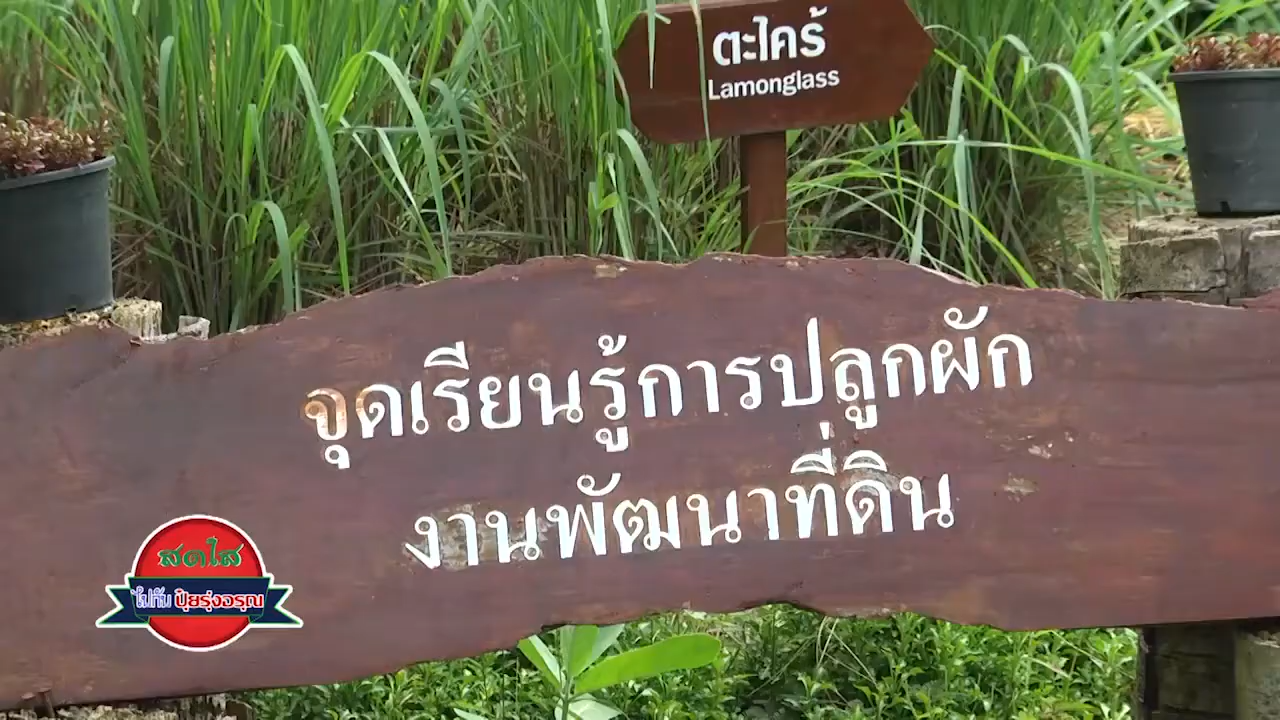 ตะไคร้
Lamonglass
จุดเรียนรู้การปลูกผัก
งานพัฒนาที่ดิน
สดใส
ไปกับ ปุ๋ยรุ่งอรุณ